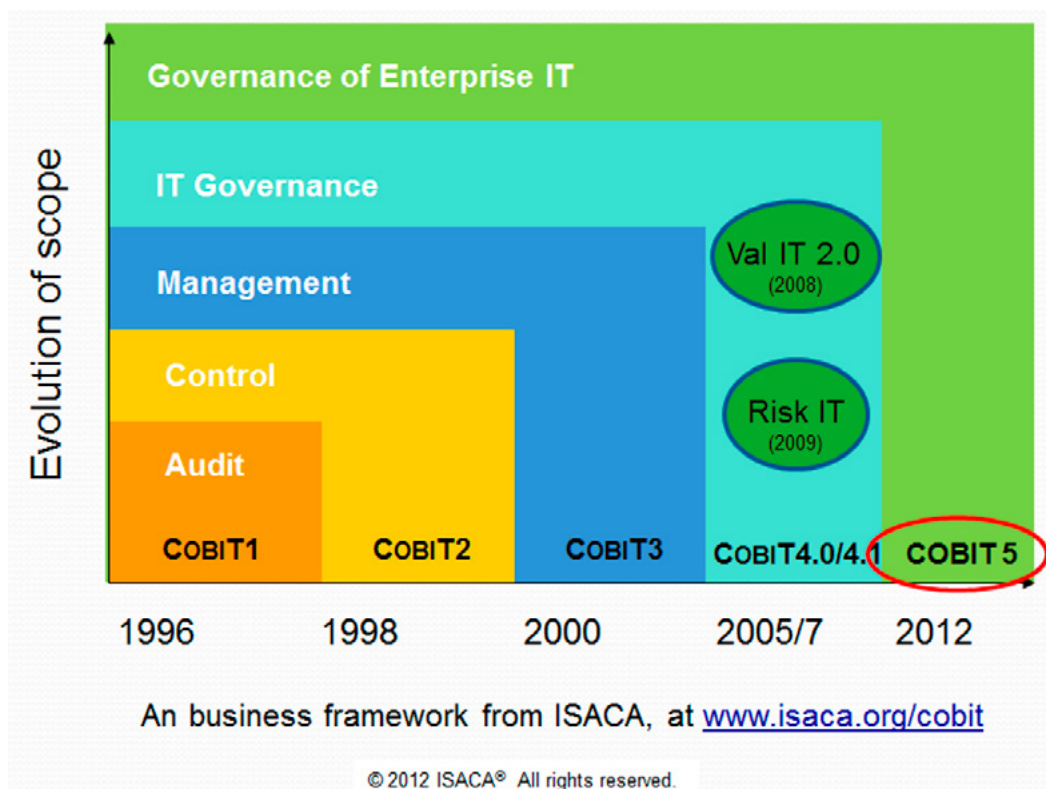 Governance of Enterprise IT
IT Governance
Management
Control
Audit
Val IT 2.0
(2008)
Risk IT
(2009)
COBIT1
COBIT2
COBIT3
COBIT4.0/4.1
COBIT 5
Evolution of scope
1996
1998
2000
2005/7
2012
An business framework from ISACA, at www.isaca.org/cobit
© 2012 ISACA® All rights reserved.